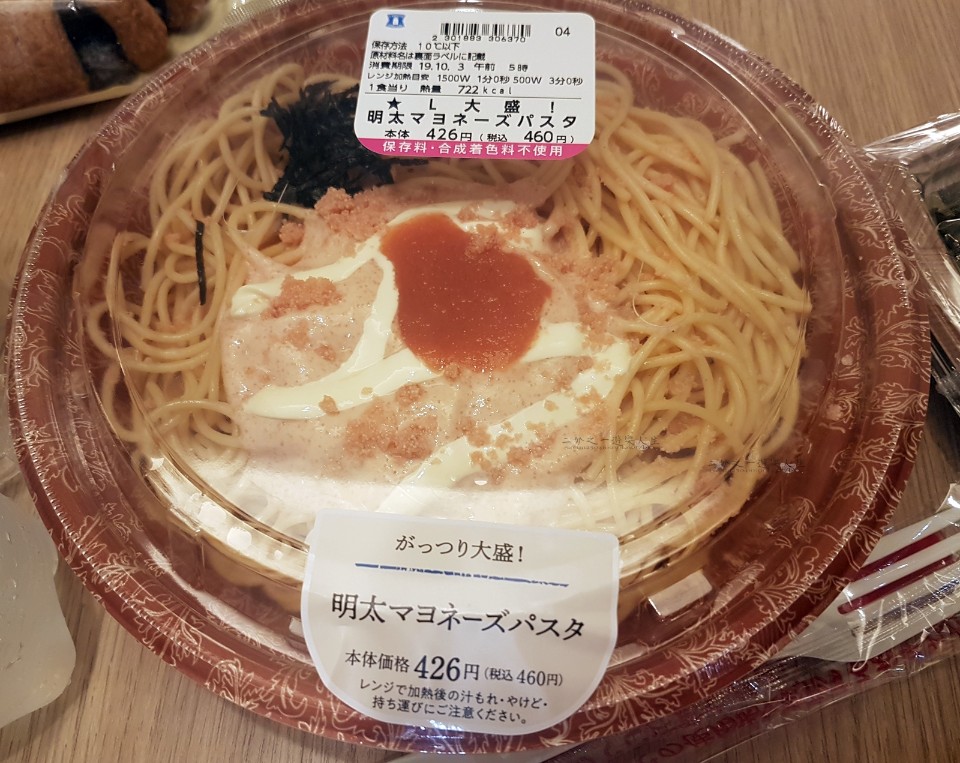 2 301883 306370
04
保存方法 10℃以下
原材料名は裏面ラベルに記載
消費期限 19.10. 3 午前 5時
レンジ加熱目安 1500W 1分0秒 500W 3分0秒
1食当り 熱量 722kcal
★L大盛!
明太マヨネーズパスタ
本体 426円(税込 460円)
保存料・合成着色料不使用
がっつり大盛!
明太マヨネーズパスタ
本体価格426円(税込460円)
レンジで加熱後の汁もれ・やけど・
持ち運びにご注意ください。